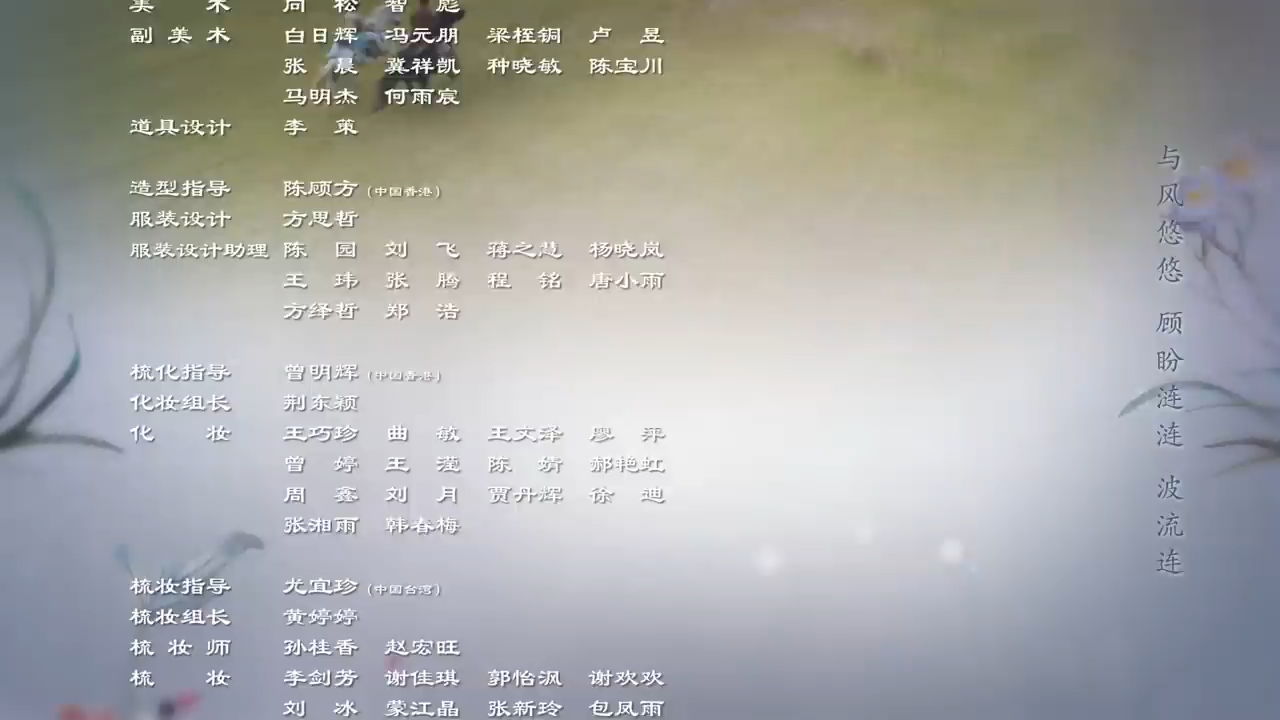 美术 周松 智彪
副美术 白日辉 冯元朋 梁桎铜 卢昱
张晨 冀祥凯 种晓敏 陈宝川
马明杰 何雨宸
道具设计 李策
造型指导 陈顾方(中国香港)
服装设计 方思哲
服装设计助理 陈园 刘飞 蒋之慧 杨晓岚
王玮 张腾 程铭 唐小雨
方绎哲 郑浩
梳化指导 曾明辉(中国香港)
化妆组长 荆东颖
化妆 王巧珍 曲敏 王文泽 廖萍
曾婷 王滢 陈婧 郝艳虹
周鑫 刘月 贾丹辉 徐迪
张湘雨 韩春梅
梳妆指导 尤宜珍(中国台湾)
梳妆组长 黄婷婷
梳妆师 孙桂香 赵宏旺
梳妆 李剑芳 谢佳琪 郭怡沨 谢欢欢
刘冰 蒙江晶 张新玲 包凤雨
与风悠悠 顾盼涟涟 波流连